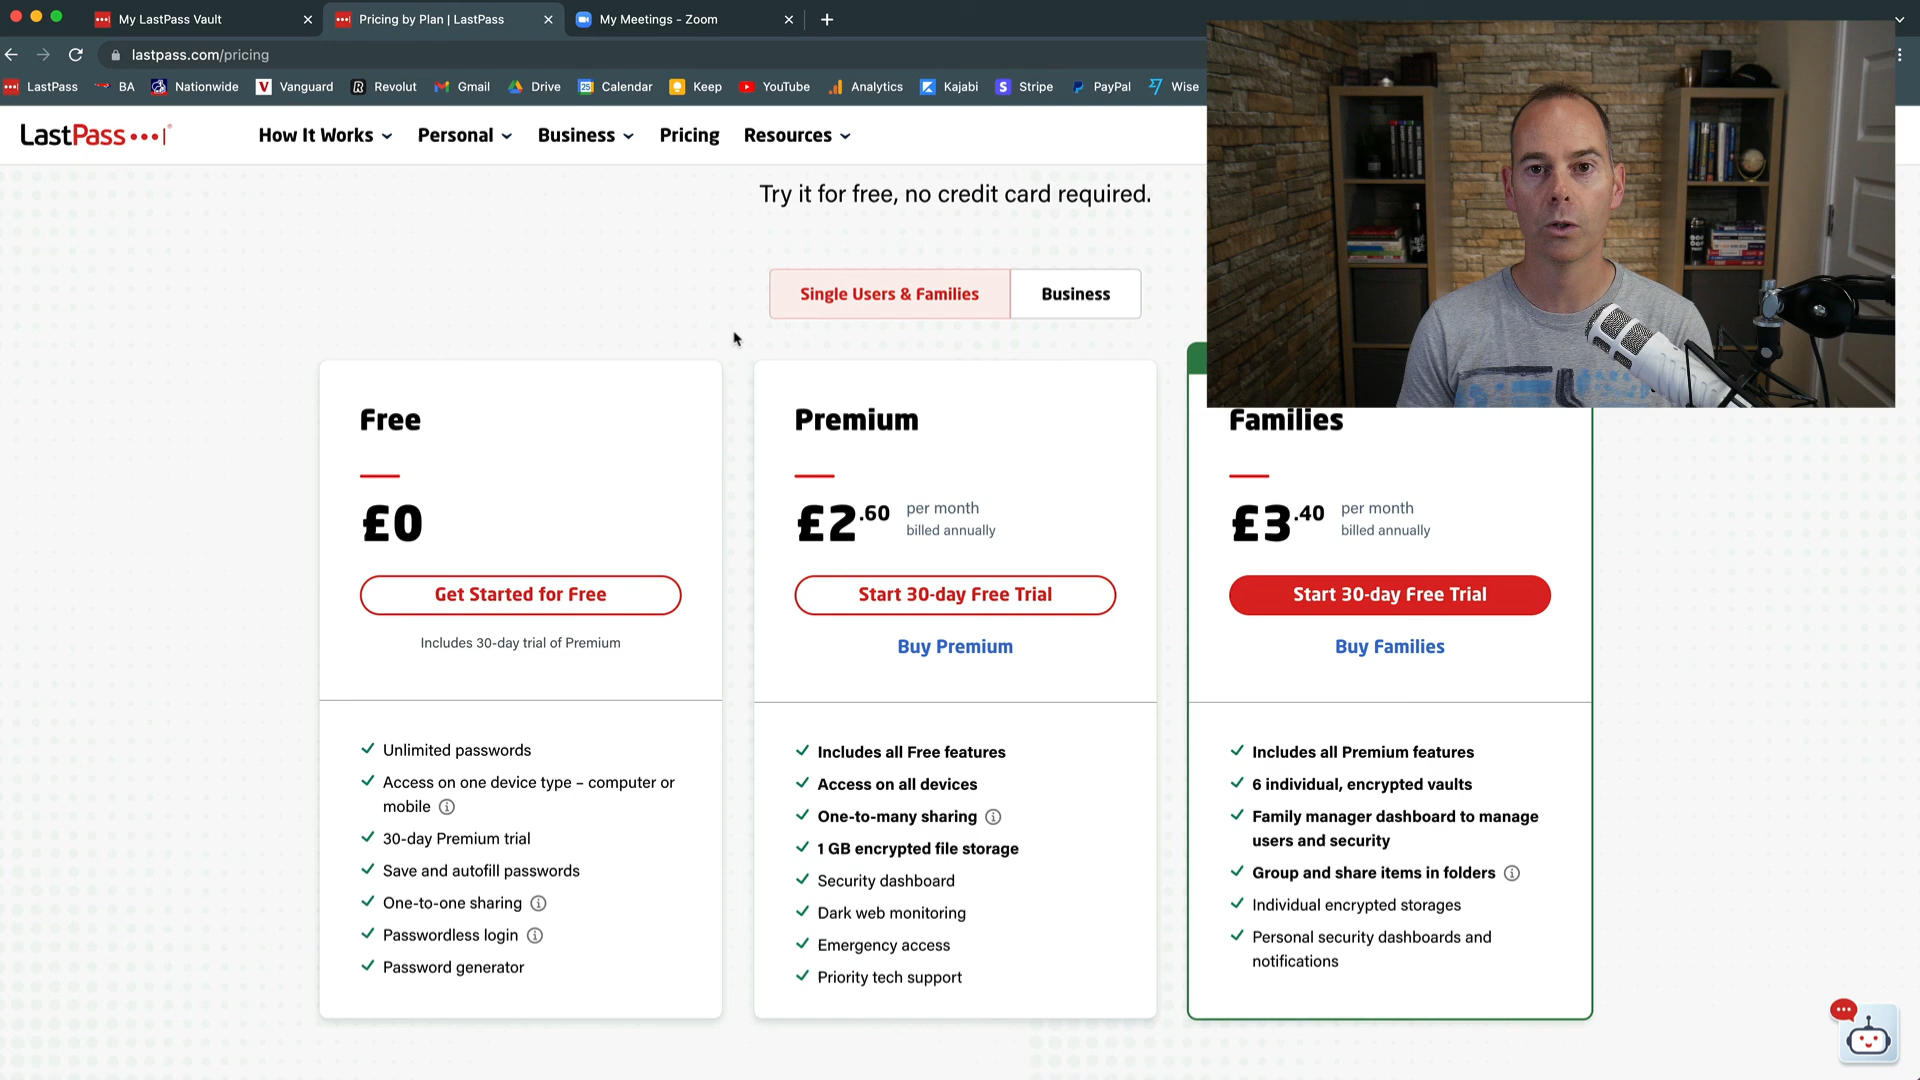 My LastPass Vault
Pricing by Plan | LastPass
My Meetings - Zoom
lastpass.com/pricing
LastPass BA Nationwide Vanguard Revolut Gmail Drive Calendar Keep YouTube Analytics Kajabi Stripe PayPal Wise
LastPass
How It Works Personal Business Pricing Resources
Try it for free, no credit card required.
Single Users & Families Business
Free
£0
Get Started for Free
Includes 30-day trial of Premium
Unlimited passwords
Access on one device type – computer or
mobile
30-day Premium trial
Save and autofill passwords
One-to-one sharing
Passwordless login
Password generator
Premium
£2.60 per month
billed annually
Start 30-day Free Trial
Buy Premium
Includes all Free features
Access on all devices
One-to-many sharing
1 GB encrypted file storage
Security dashboard
Dark web monitoring
Emergency access
Priority tech support
Families
£3.40 per month
billed annually
Start 30-day Free Trial
Buy Families
Includes all Premium features
6 individual, encrypted vaults
Family manager dashboard to manage
users and security
Group and share items in folders
Individual encrypted storages
Personal security dashboards and
notifications